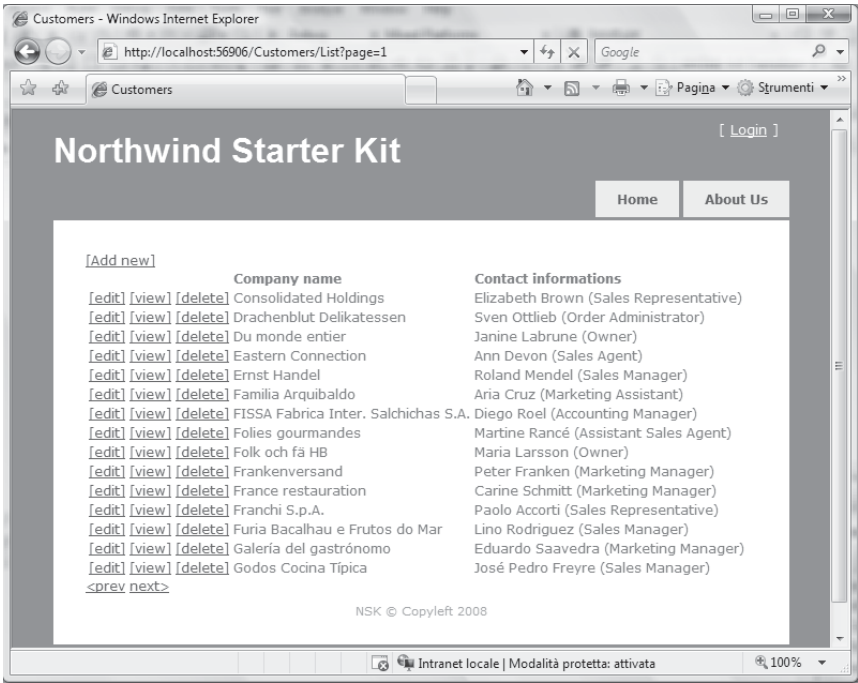 Customers - Windows Internet Explorer
http://localhost:56906/Customers/List?page=1
Google
Customers
Pagina
Strumenti
[ Login ]
Northwind Starter Kit
Home
About Us
[Add new]
Company name Contact informations
[edit] [view] [delete] Consolidated Holdings Elizabeth Brown (Sales Representative)
[edit] [view] [delete] Drachenblut Delikatessen Sven Ottlieb (Order Administrator)
[edit] [view] [delete] Du monde entier Janine Labrune (Owner)
[edit] [view] [delete] Eastern Connection Ann Devon (Sales Agent)
[edit] [view] [delete] Ernst Handel Roland Mendel (Sales Manager)
[edit] [view] [delete] Familia Arquibaldo Aria Cruz (Marketing Assistant)
[edit] [view] [delete] FISSA Fabrica Inter. Salchichas S.A. Diego Roel (Accounting Manager)
[edit] [view] [delete] Folies gourmandes Martine Rancé (Assistant Sales Agent)
[edit] [view] [delete] Folk och fä HB Maria Larsson (Owner)
[edit] [view] [delete] Frankenversand Peter Franken (Marketing Manager)
[edit] [view] [delete] France restauration Carine Schmitt (Marketing Manager)
[edit] [view] [delete] Franchi S.p.A. Paolo Accorti (Sales Representative)
[edit] [view] [delete] Furia Bacalhau e Frutos do Mar Lino Rodriguez (Sales Manager)
[edit] [view] [delete] Galería del gastrónomo Eduardo Saavedra (Marketing Manager)
[edit] [view] [delete] Godos Cocina Típica José Pedro Freyre (Sales Manager)
<prev next>
NSK © Copyleft 2008
Intranet locale | Modalità protetta: attivata
100%